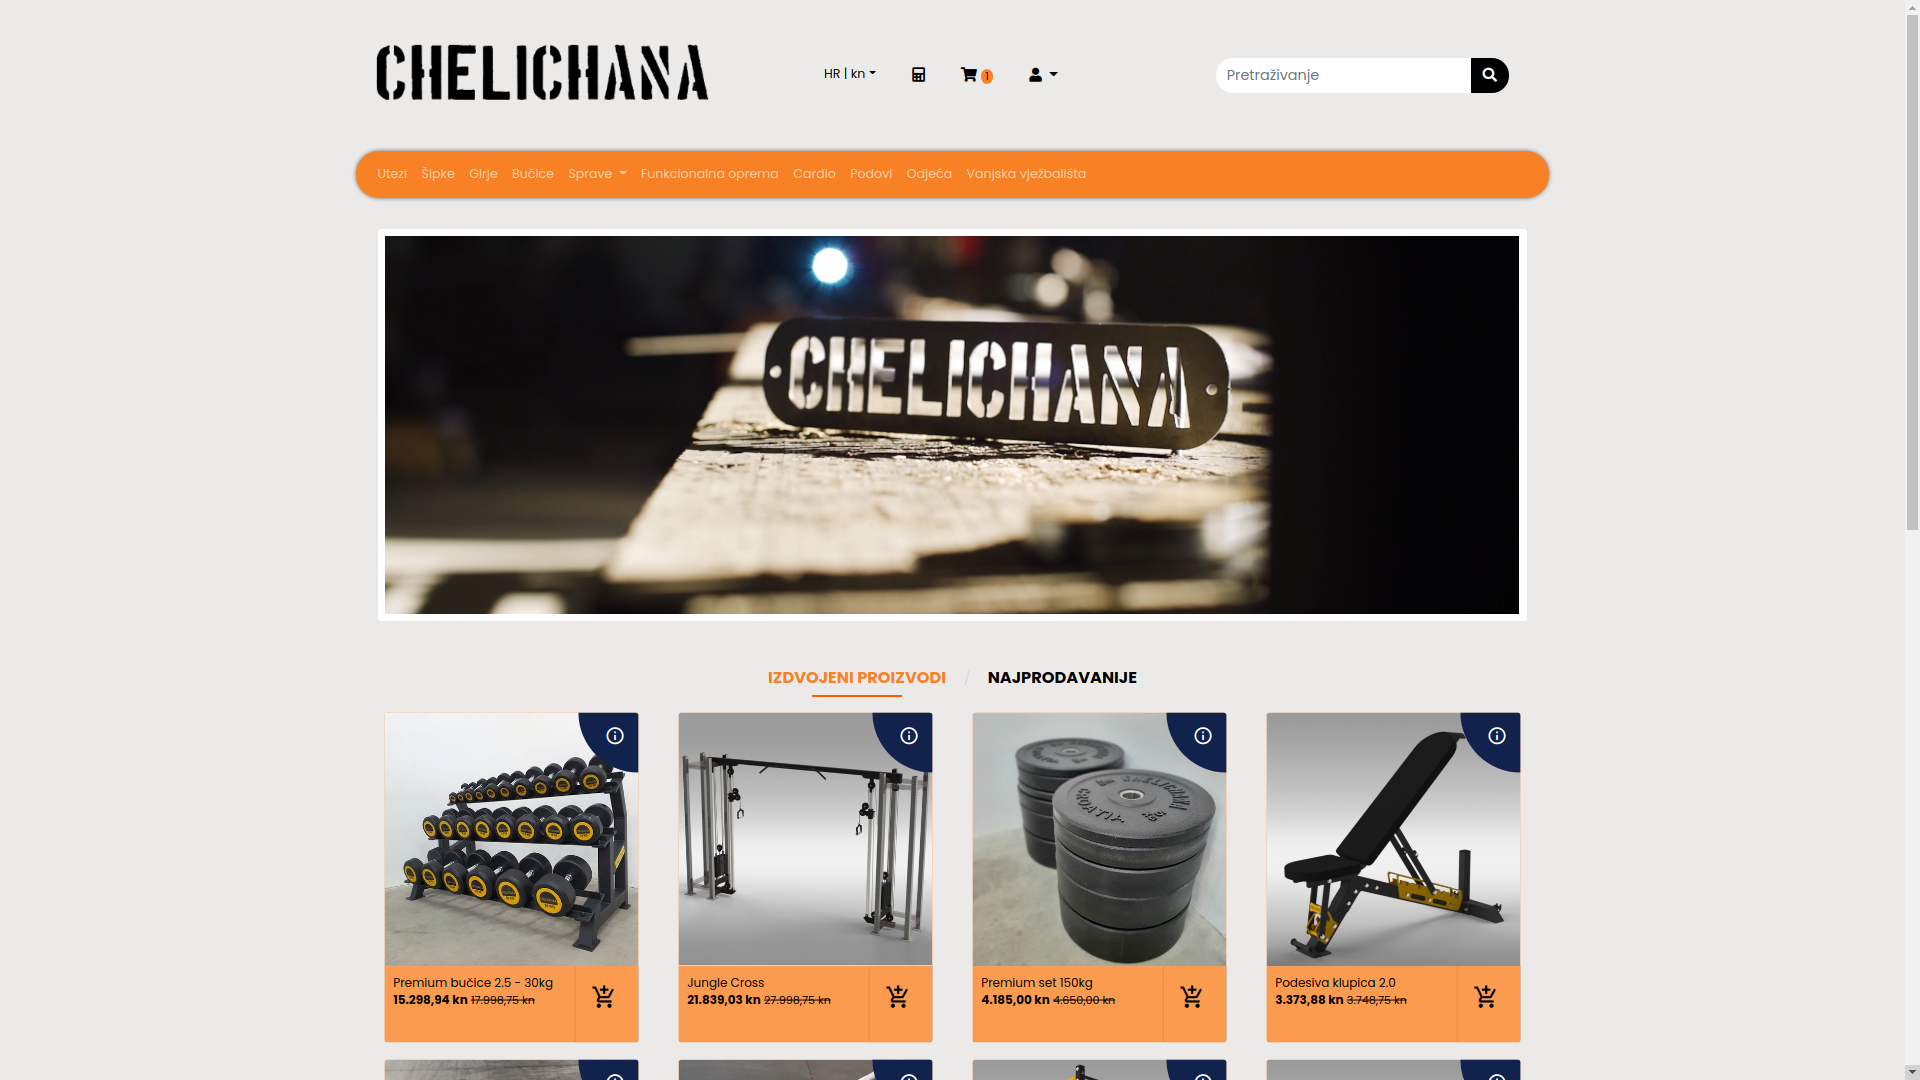 CHELICHANA
HR | kn
1
Pretraživanje
Utezi Šipke Girje Bučice Sprave Funkcionalna oprema Cardio Podovi Odjeća Vanjska vježbališta
CHELICHANA
IZDVOJENI PROIZVODI / NAJPRODAVANIJE
CHELICHANA
CROATIA
Premium bučice 2.5 - 30kg
15.298,94 kn 17.998,75 kn
Jungle Cross
21.839,03 kn 27.998,75 kn
Premium set 150kg
4.185,00 kn 4.650,00 kn
Podesiva klupica 2.0
3.373,88 kn 3.748,75 kn